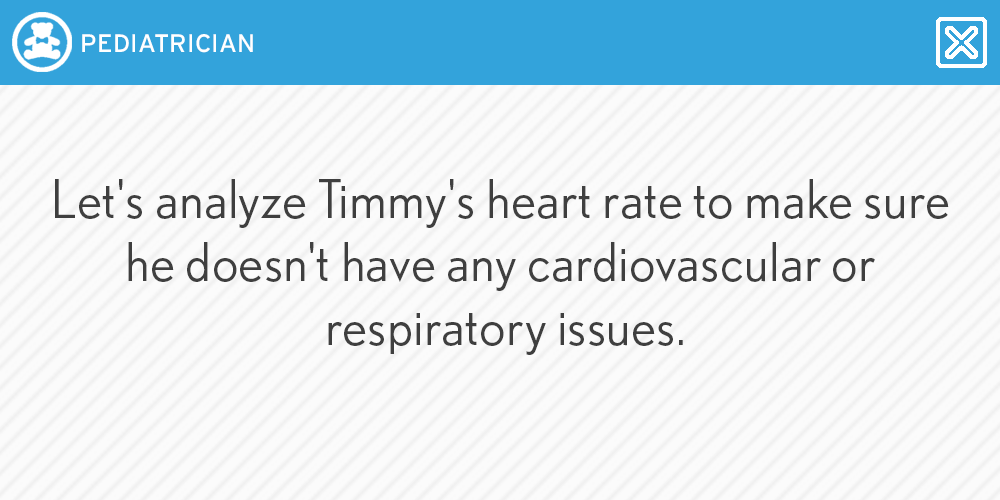 PEDIATRICIAN
Let's analyze Timmy's heart rate to make sure
he doesn't have any cardiovascular or
respiratory issues.